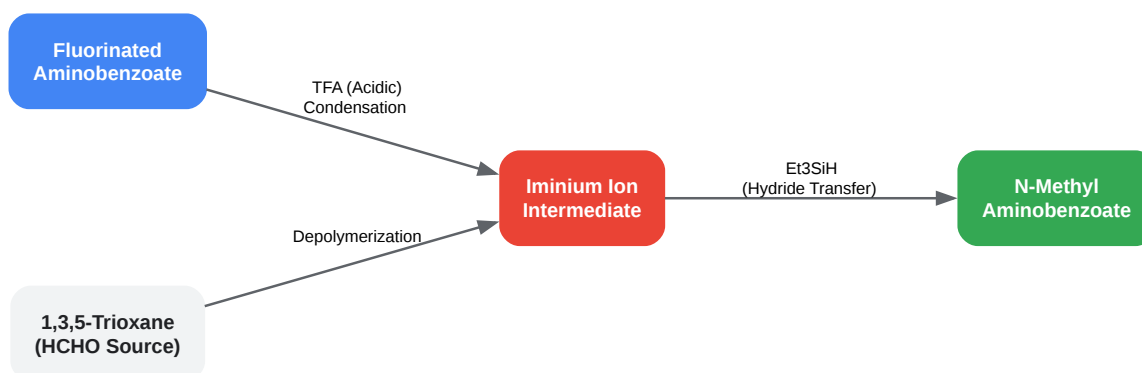 Fluorinated
Aminobenzoate
TFA (Acidic)
Condensation
Iminium Ion
Intermediate
Et3SiH
(Hydride Transfer)
N-Methyl
Aminobenzoate
Depolymerization
1,3,5-Trioxane
(HCHO Source)